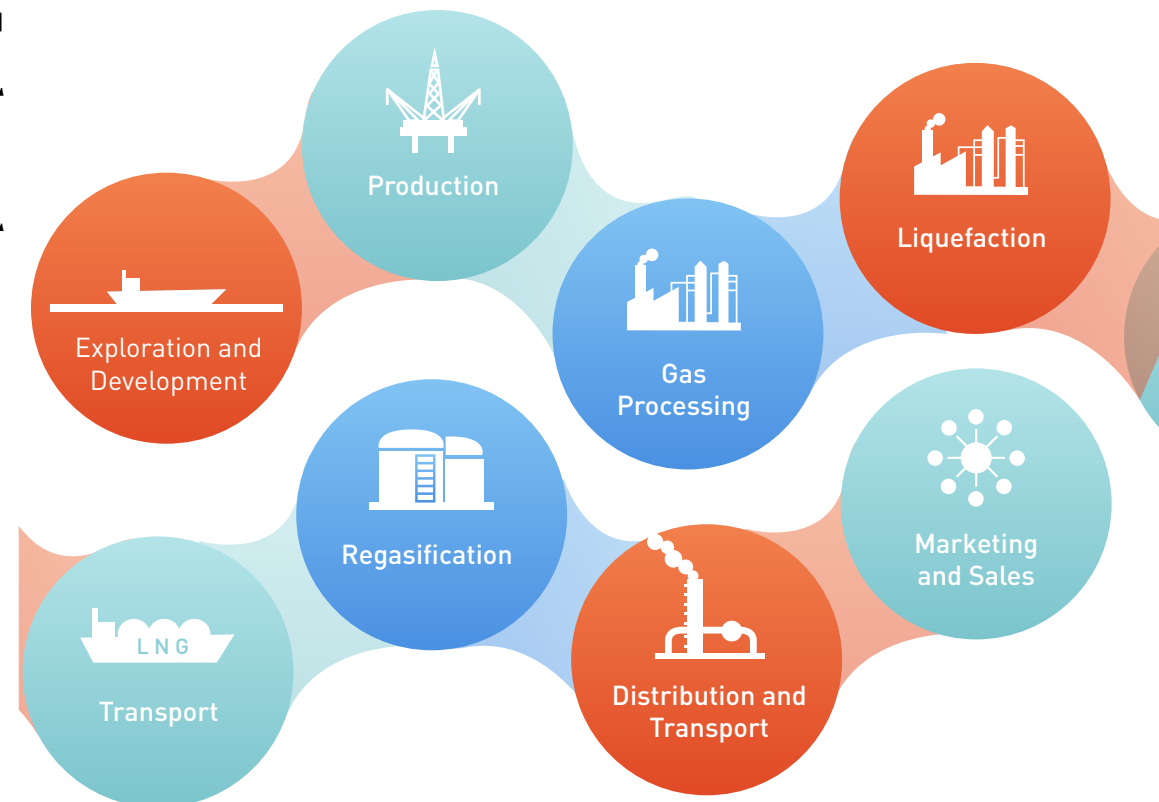 Production
Liquefaction
Exploration and
Development
Gas
Processing
Regasification
Marketing
and Sales
LNG
Transport
Distribution and
Transport